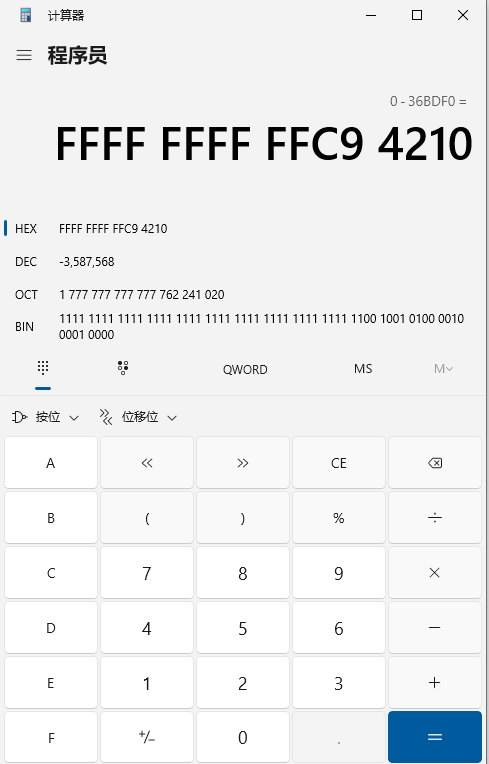 计算器
程序员
0 - 36BDF0 =
FFFF FFFF FFC9 4210
HEX FFFF FFFF FFC9 4210
DEC -3,587,568
OCT 1 777 777 777 777 762 241 020
BIN 1111 1111 1111 1111 1111 1111 1111 1111 1111 1111 1100 1001 0100 0010
0001 0000
QWORD MS M
按位 位移位
A << >> CE
B ( ) % ÷
C 7 8 9 ×
D 4 5 6 −
E 1 2 3 +
F +/− 0 . =